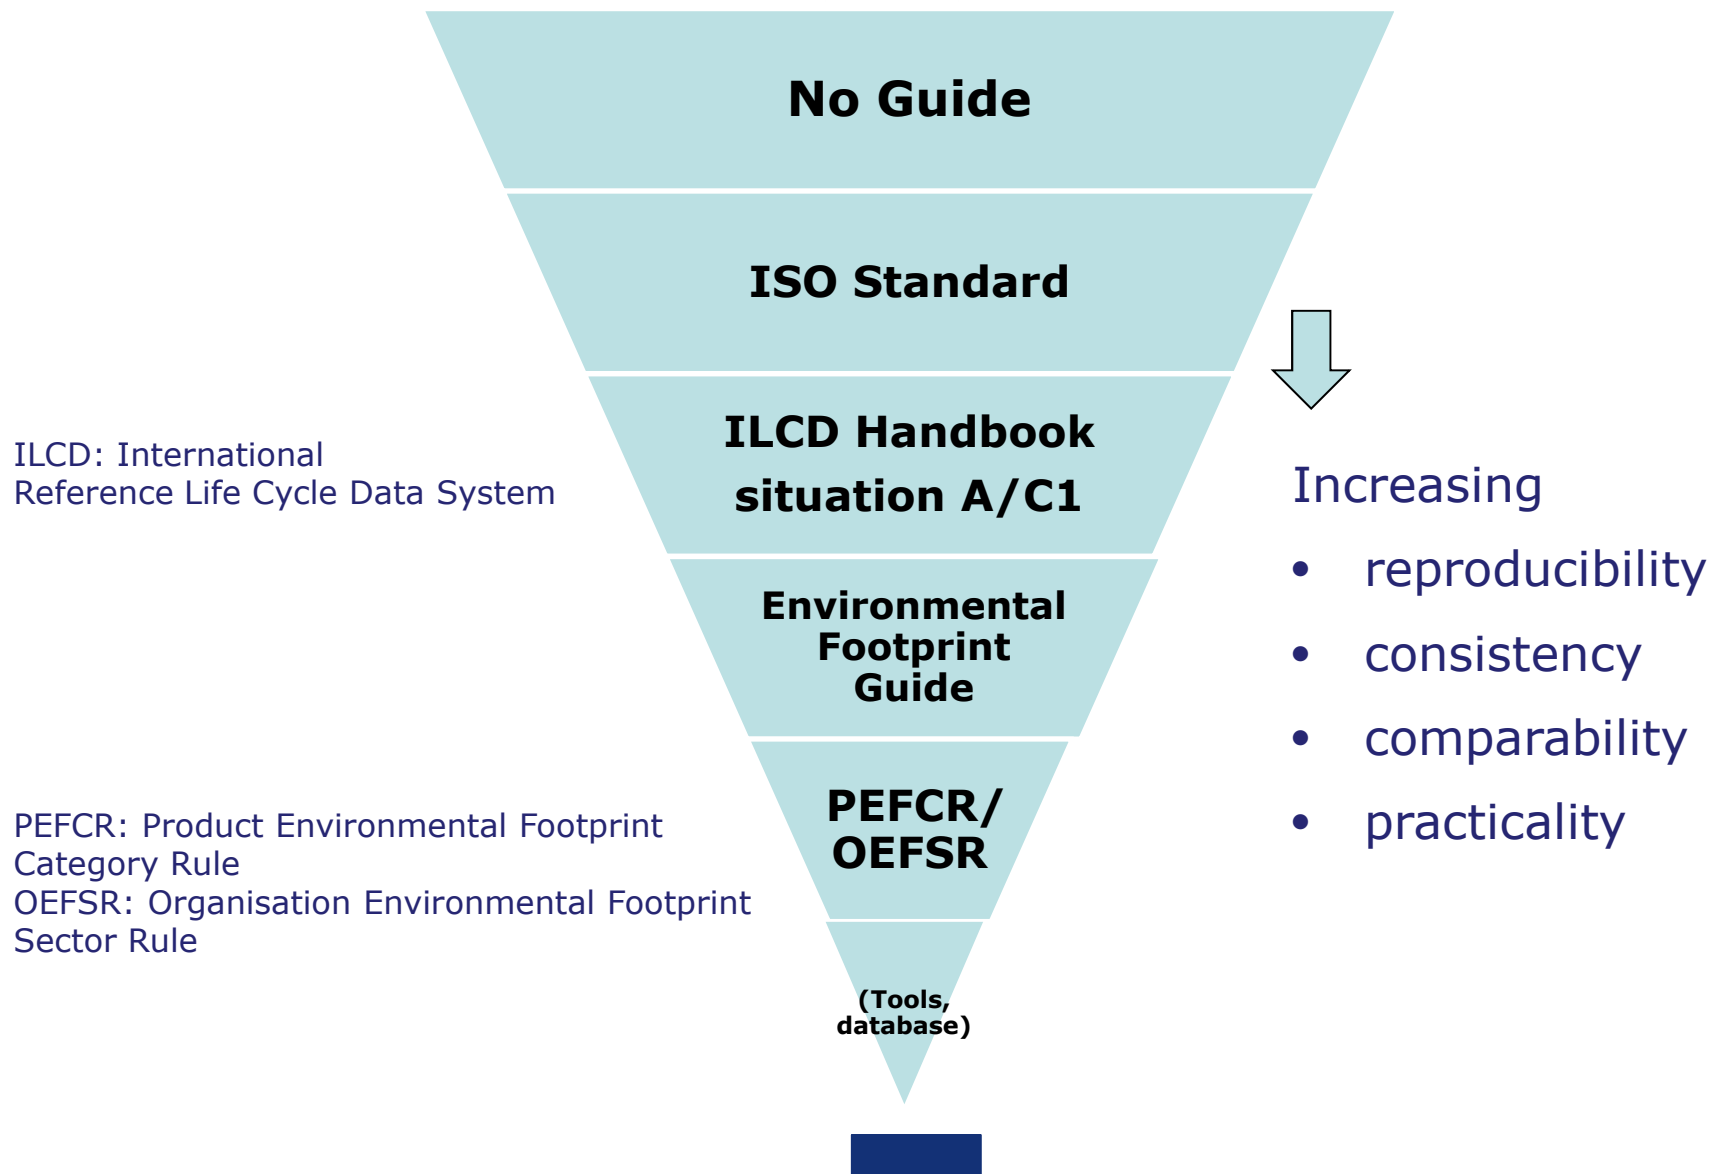 No Guide
ISO Standard
ILCD Handbook
situation A/C1
Environmental
Footprint
Guide
PEFCR/
OEFSR
(Tools,
database)
ILCD: International
Reference Life Cycle Data System
PEFCR: Product Environmental Footprint
Category Rule
OEFSR: Organisation Environmental Footprint
Sector Rule
Increasing
• reproducibility
• consistency
• comparability
• practicality